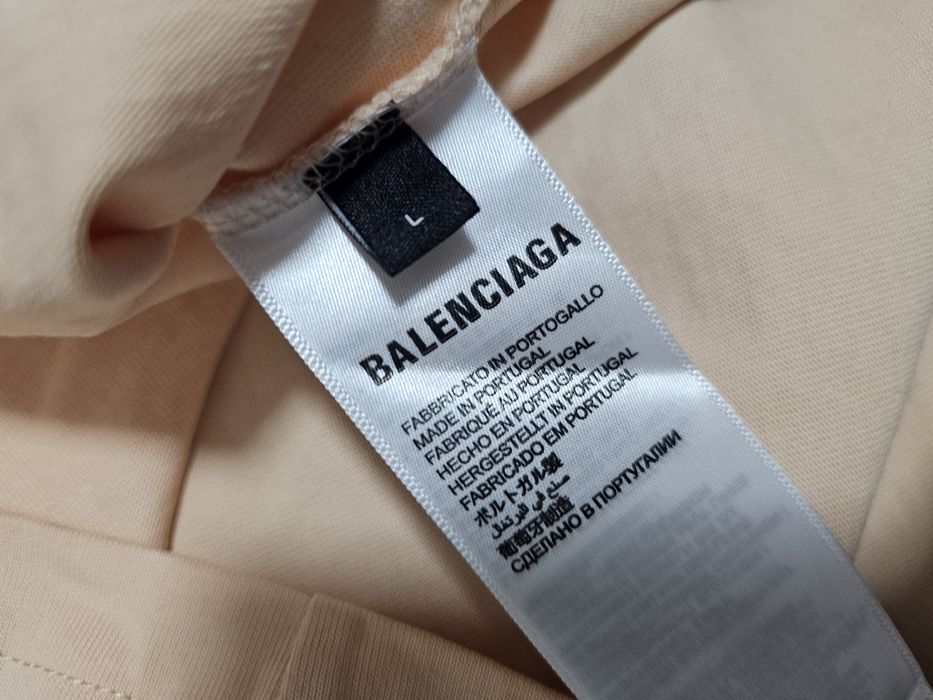 L
BALENCIAGA
FABBRICATO IN PORTOGALLO
MADE IN PORTUGAL
FABRIQUÉ AU PORTUGAL
HECHO EN PORTUGAL
HERGESTELLT IN PORTUGAL
FABRICADO EM PORTUGAL
ポルトガル製
صنع في البرتغال
葡萄牙制造
СДЕЛАНО В ПОРТУГАЛИИ